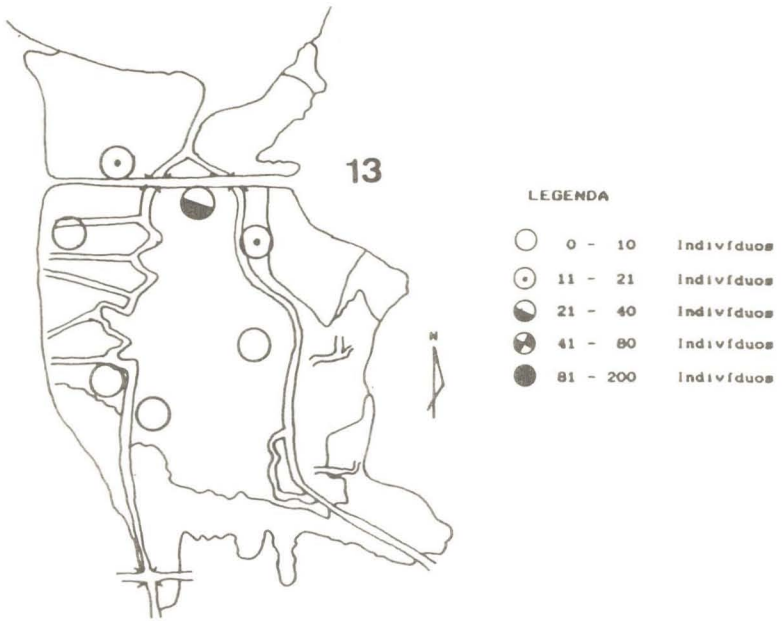 13
LEGENDA
0 - 10 Indivíduos
11 - 21 Indivíduos
21 - 40 Indivíduos
41 - 80 Indivíduos
81 - 200 Indivíduos
N